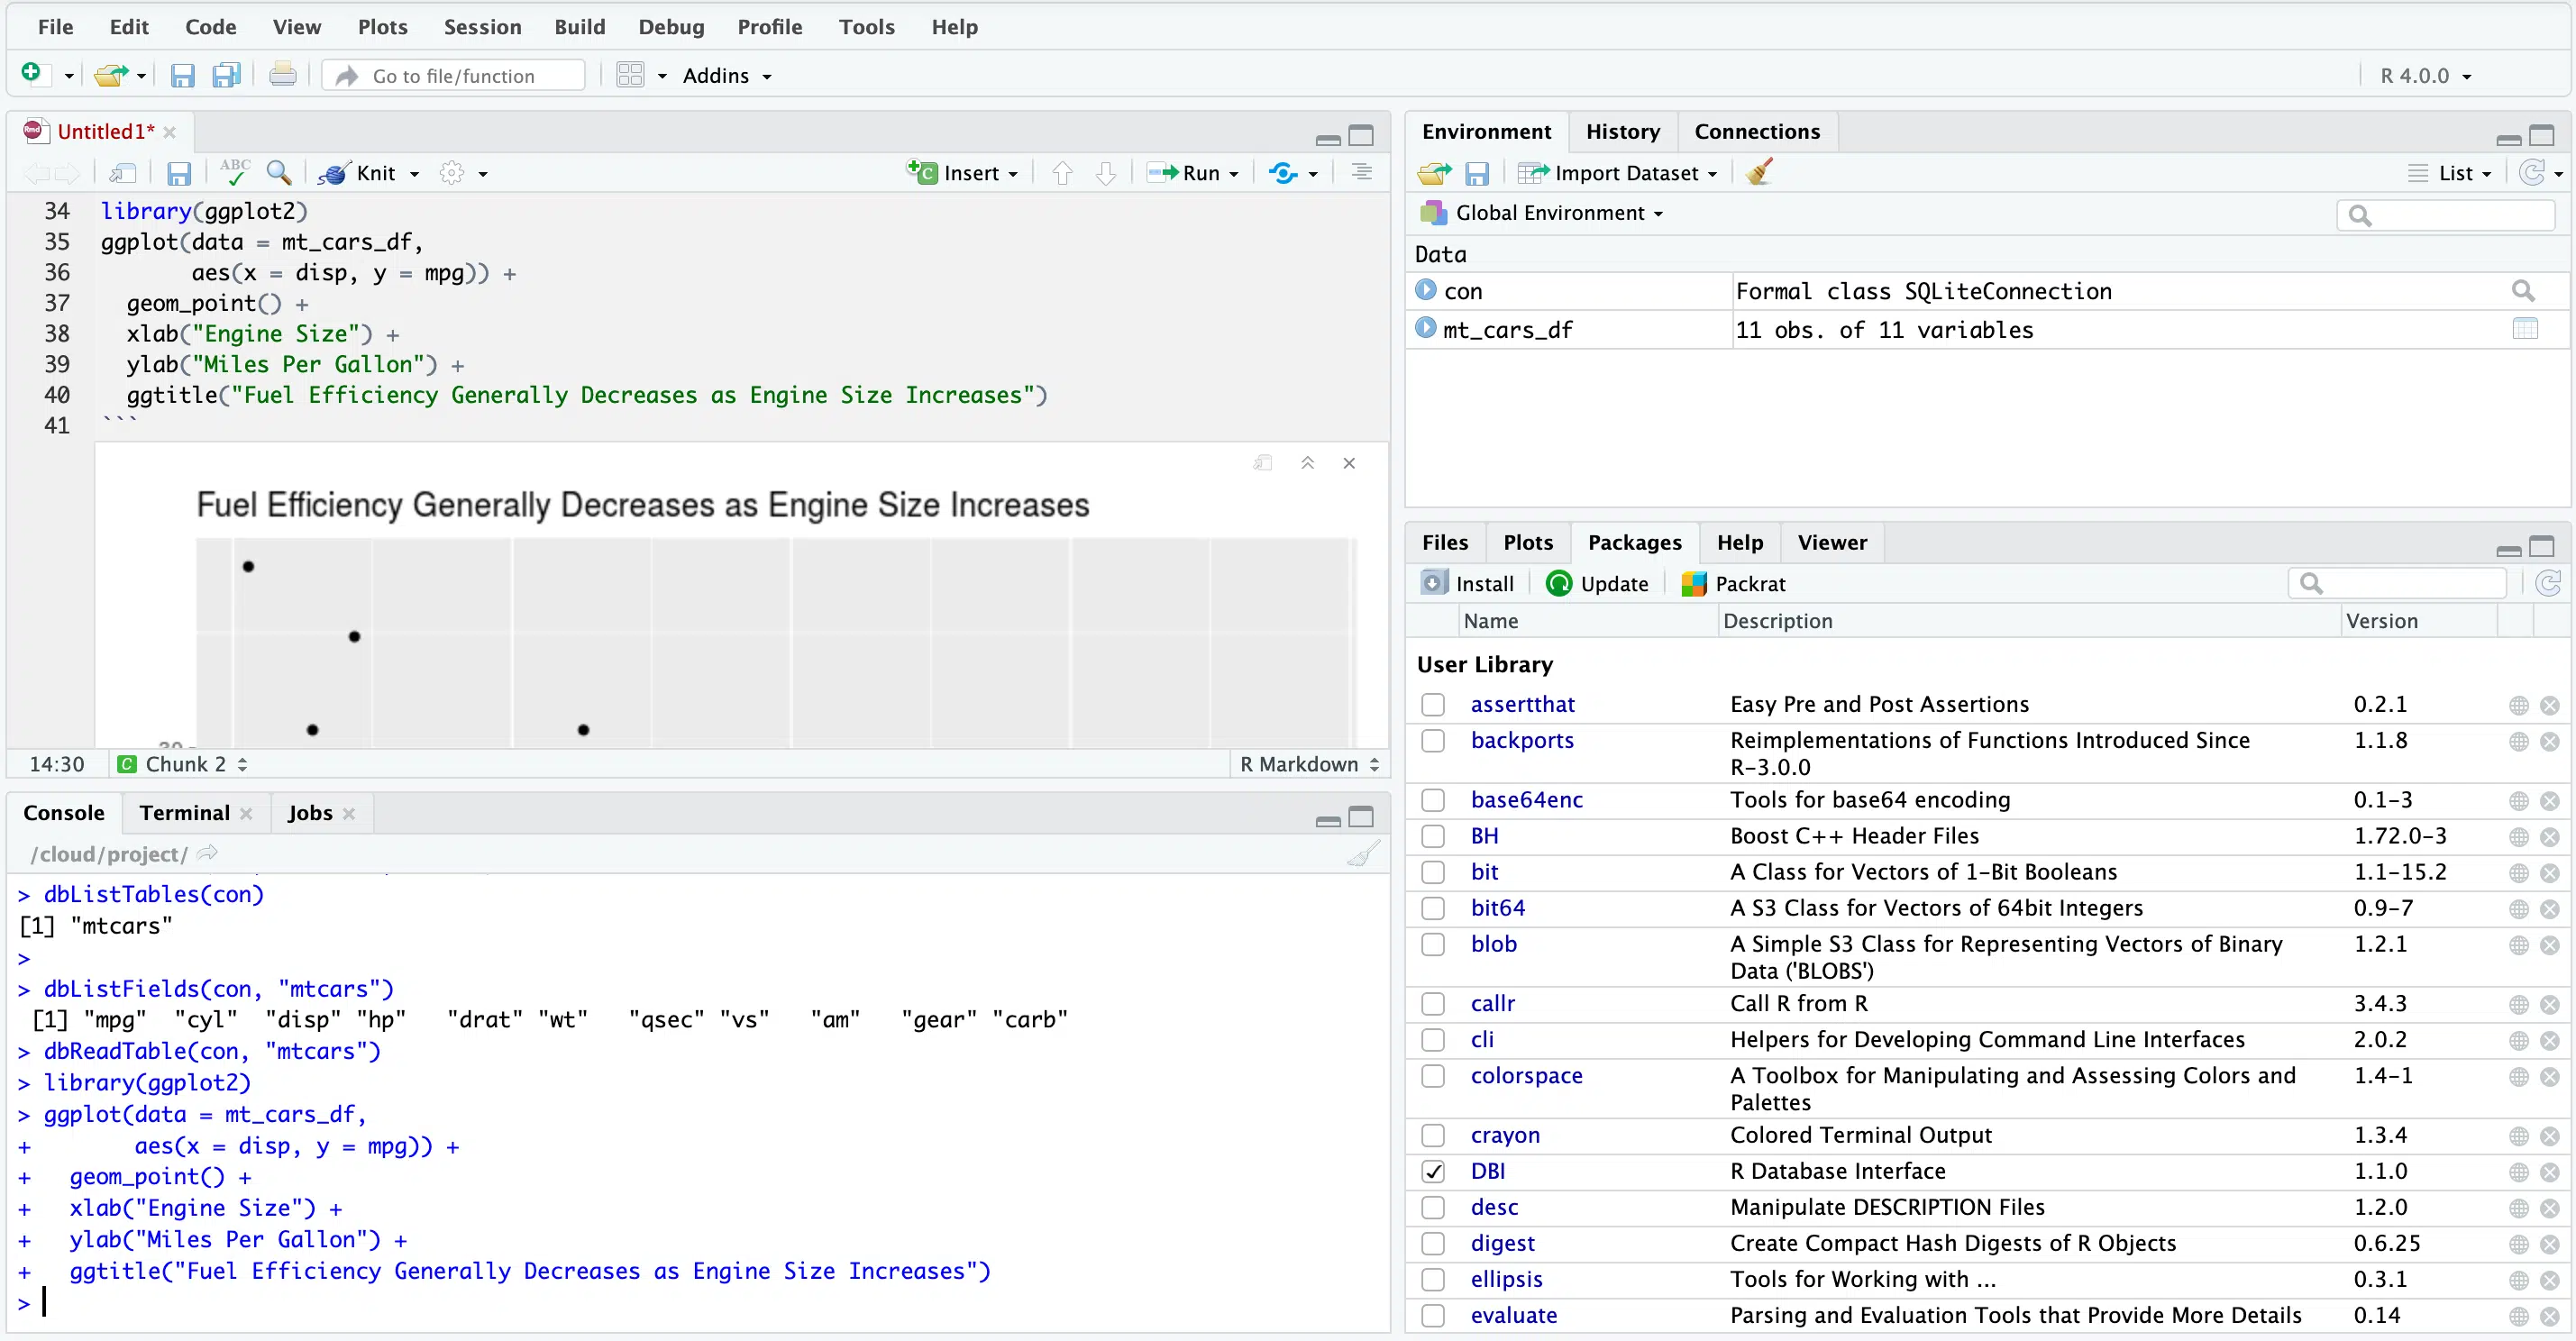 File Edit Code View Plots Session Build Debug Profile Tools Help
Go to file/function Addins R 4.0.0
Rmd Untitled1*
ABC Knit Insert Run
34 library(ggplot2)
35 ggplot(data = mt_cars_df,
36 aes(x = disp, y = mpg)) +
37 geom_point() +
38 xlab("Engine Size") +
39 ylab("Miles Per Gallon") +
40 ggtitle("Fuel Efficiency Generally Decreases as Engine Size Increases")
41 ```
Fuel Efficiency Generally Decreases as Engine Size Increases
14:30 C Chunk 2 R Markdown
Console Terminal Jobs
/cloud/project/
> dbListTables(con)
[1] "mtcars"
>
> dbListFields(con, "mtcars")
[1] "mpg" "cyl" "disp" "hp" "drat" "wt" "qsec" "vs" "am" "gear" "carb"
> dbReadTable(con, "mtcars")
> library(ggplot2)
> ggplot(data = mt_cars_df,
+ aes(x = disp, y = mpg)) +
+ geom_point() +
+ xlab("Engine Size") +
+ ylab("Miles Per Gallon") +
+ ggtitle("Fuel Efficiency Generally Decreases as Engine Size Increases")
>
Environment History Connections
Import Dataset List
Global Environment
Data
con Formal class SQLiteConnection
mt_cars_df 11 obs. of 11 variables
Files Plots Packages Help Viewer
Install Update Packrat
Name Description Version
User Library
assertthat Easy Pre and Post Assertions 0.2.1
backports Reimplementations of Functions Introduced Since 1.1.8
R-3.0.0
base64enc Tools for base64 encoding 0.1-3
BH Boost C++ Header Files 1.72.0-3
bit A Class for Vectors of 1-Bit Booleans 1.1-15.2
bit64 A S3 Class for Vectors of 64bit Integers 0.9-7
blob A Simple S3 Class for Representing Vectors of Binary 1.2.1
Data ('BLOBS')
callr Call R from R 3.4.3
cli Helpers for Developing Command Line Interfaces 2.0.2
colorspace A Toolbox for Manipulating and Assessing Colors and 1.4-1
Palettes
crayon Colored Terminal Output 1.3.4
DBI R Database Interface 1.1.0
desc Manipulate DESCRIPTION Files 1.2.0
digest Create Compact Hash Digests of R Objects 0.6.25
ellipsis Tools for Working with ... 0.3.1
evaluate Parsing and Evaluation Tools that Provide More Details 0.14